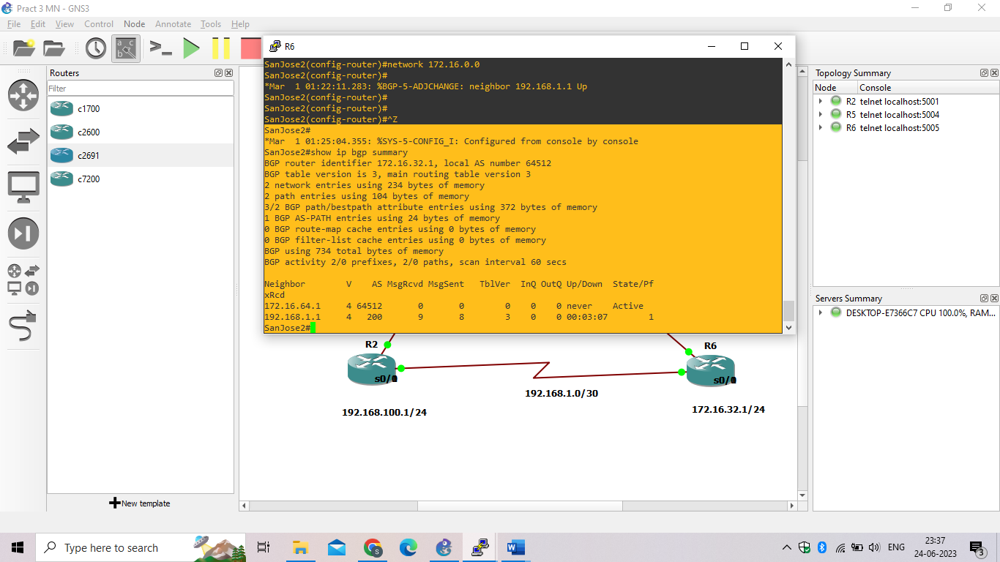 Pract 3 MN - GNS3
File Edit View Control Node Annotate Tools Help
R6
Routers
Filter
c1700
c2600
c2691
c7200
New template
SanJose2(config-router)#network 172.16.0.0
SanJose2(config-router)#
*Mar  1 01:22:11.283: %BGP-5-ADJCHANGE: neighbor 192.168.1.1 Up
SanJose2(config-router)#
SanJose2(config-router)#
SanJose2(config-router)#^Z
SanJose2#
*Mar  1 01:25:04.355: %SYS-5-CONFIG_I: Configured from console by console
SanJose2#show ip bgp summary
BGP router identifier 172.16.32.1, local AS number 64512
BGP table version is 3, main routing table version 3
2 network entries using 234 bytes of memory
2 path entries using 104 bytes of memory
3/2 BGP path/bestpath attribute entries using 372 bytes of memory
1 BGP AS-PATH entries using 24 bytes of memory
0 BGP route-map cache entries using 0 bytes of memory
0 BGP filter-list cache entries using 0 bytes of memory
BGP using 734 total bytes of memory
BGP activity 2/0 prefixes, 2/0 paths, scan interval 60 secs
Neighbor        V    AS MsgRcvd MsgSent   TblVer  InQ OutQ Up/Down  State/Pf
xRcd
172.16.64.1     4 64512       0       0        0    0    0 never    Active
192.168.1.1     4   200       9       8        3    0    0 00:03:07        1
SanJose2#
R2
R6
s0/0
s0/0
192.168.1.0/30
192.168.100.1/24
172.16.32.1/24
Topology Summary
Node Console
R2 telnet localhost:5001
R5 telnet localhost:5004
R6 telnet localhost:5005
Servers Summary
DESKTOP-E7366C7 CPU 100.0%, RAM...
Type here to search
ENG
23:37
24-06-2023
3